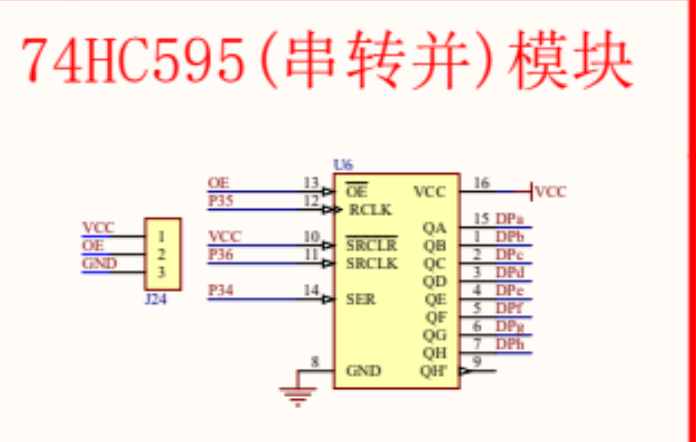 74HC595(串转并)模块
U6
OE 13 OE VCC 16 VCC
P35 12 RCLK
QA 15 DPa
VCC 10 SRCLR QB 1 DPb
P36 11 SRCLK QC 2 DPc
QD 3 DPd
P34 14 SER QE 4 DPe
QF 5 DPf
QG 6 DPg
QH 7 DPh
8 GND QH' 9
VCC 1
OE 2
GND 3
J24